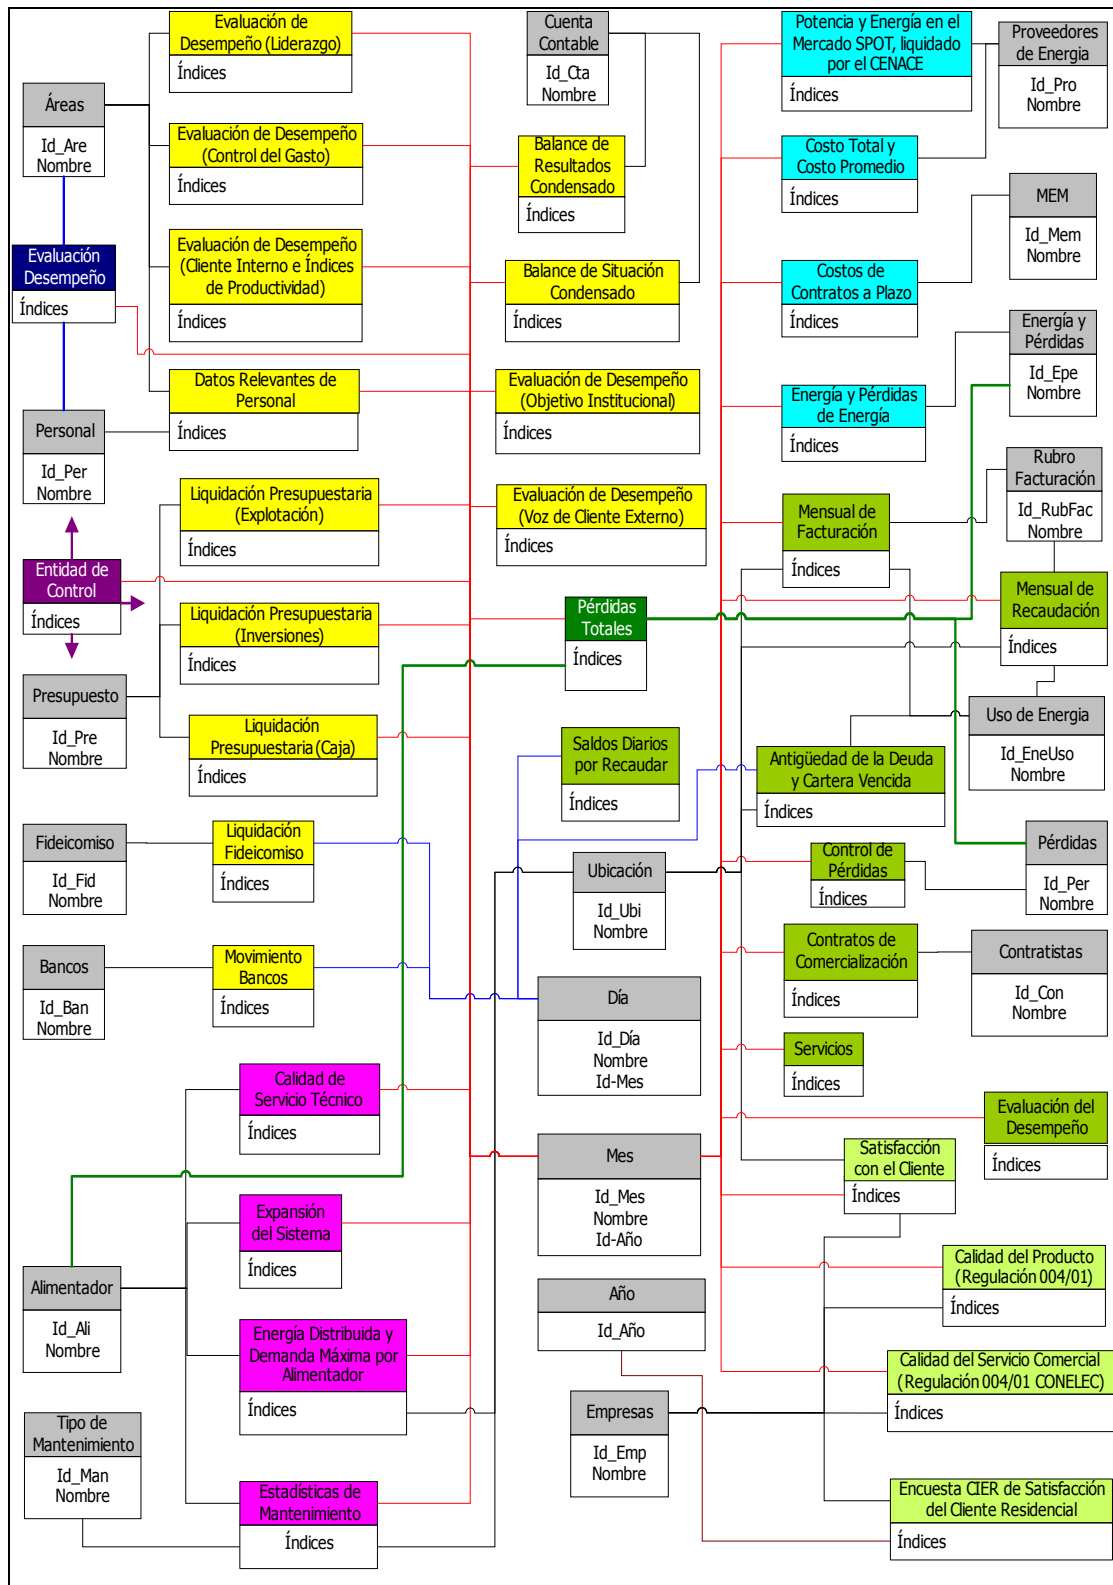 Evaluación de
Desempeño (Liderazgo)
Índices
Áreas
Id_Are
Nombre
Evaluación de Desempeño
(Control del Gasto)
Índices
Evaluación de Desempeño
(Cliente Interno e Índices
de Productividad)
Índices
Evaluación
Desempeño
Índices
Datos Relevantes de
Personal
Índices
Personal
Id_Per
Nombre
Liquidación Presupuestaria
(Explotación)
Índices
Entidad de
Control
Índices
Liquidación Presupuestaria
(Inversiones)
Índices
Presupuesto
Id_Pre
Nombre
Liquidación
Presupuestaria (Caja)
Índices
Fideicomiso
Id_Fid
Nombre
Liquidación
Fideicomiso
Índices
Bancos
Id_Ban
Nombre
Movimiento
Bancos
Índices
Calidad de
Servicio Técnico
Índices
Expansión
del Sistema
Índices
Alimentador
Id_Ali
Nombre
Energía Distribuida y
Demanda Máxima por
Alimentador
Índices
Tipo de
Mantenimiento
Id_Man
Nombre
Estadísticas de
Mantenimiento
Índices
Cuenta
Contable
Id_Cta
Nombre
Balance de
Resultados
Condensado
Índices
Balance de Situación
Condensado
Índices
Evaluación de Desempeño
(Objetivo Institucional)
Índices
Evaluación de Desempeño
(Voz de Cliente Externo)
Índices
Pérdidas
Totales
Índices
Saldos Diarios
por Recaudar
Índices
Ubicación
Id_Ubi
Nombre
Día
Id_Día
Nombre
Id-Mes
Mes
Id_Mes
Nombre
Id-Año
Año
Id_Año
Empresas
Id_Emp
Nombre
Potencia y Energía en el
Mercado SPOT, liquidado
por el CENACE
Índices
Proveedores
de Energia
Id_Pro
Nombre
Costo Total y
Costo Promedio
Índices
MEM
Id_Mem
Nombre
Costos de
Contratos a Plazo
Índices
Energía y
Pérdidas
Id_Epe
Nombre
Energía y Pérdidas
de Energía
Índices
Rubro
Facturación
Id_RubFac
Nombre
Mensual de
Facturación
Índices
Mensual de
Recaudación
Índices
Uso de Energia
Id_EneUso
Nombre
Antigüedad de la Deuda
y Cartera Vencida
Índices
Control de
Pérdidas
Índices
Pérdidas
Id_Per
Nombre
Contratos de
Comercialización
Índices
Contratistas
Id_Con
Nombre
Servicios
Índices
Evaluación del
Desempeño
Índices
Satisfacción
con el Cliente
Índices
Calidad del Producto
(Regulación 004/01)
Índices
Calidad del Servicio Comercial
(Regulación 004/01 CONELEC)
Índices
Encuesta CIER de Satisfacción
del Cliente Residencial
Índices